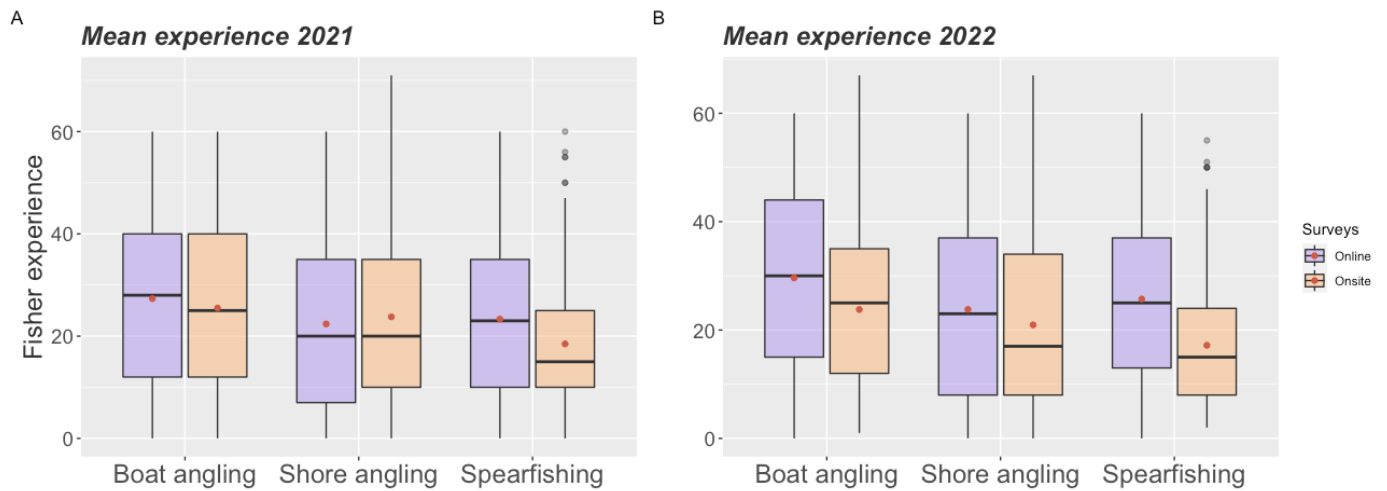 A
Mean experience 2021
Fisher experience
60
40
20
0
Boat angling Shore angling Spearfishing
B
Mean experience 2022
60
40
20
0
Boat angling Shore angling Spearfishing
Surveys
Online
Onsite